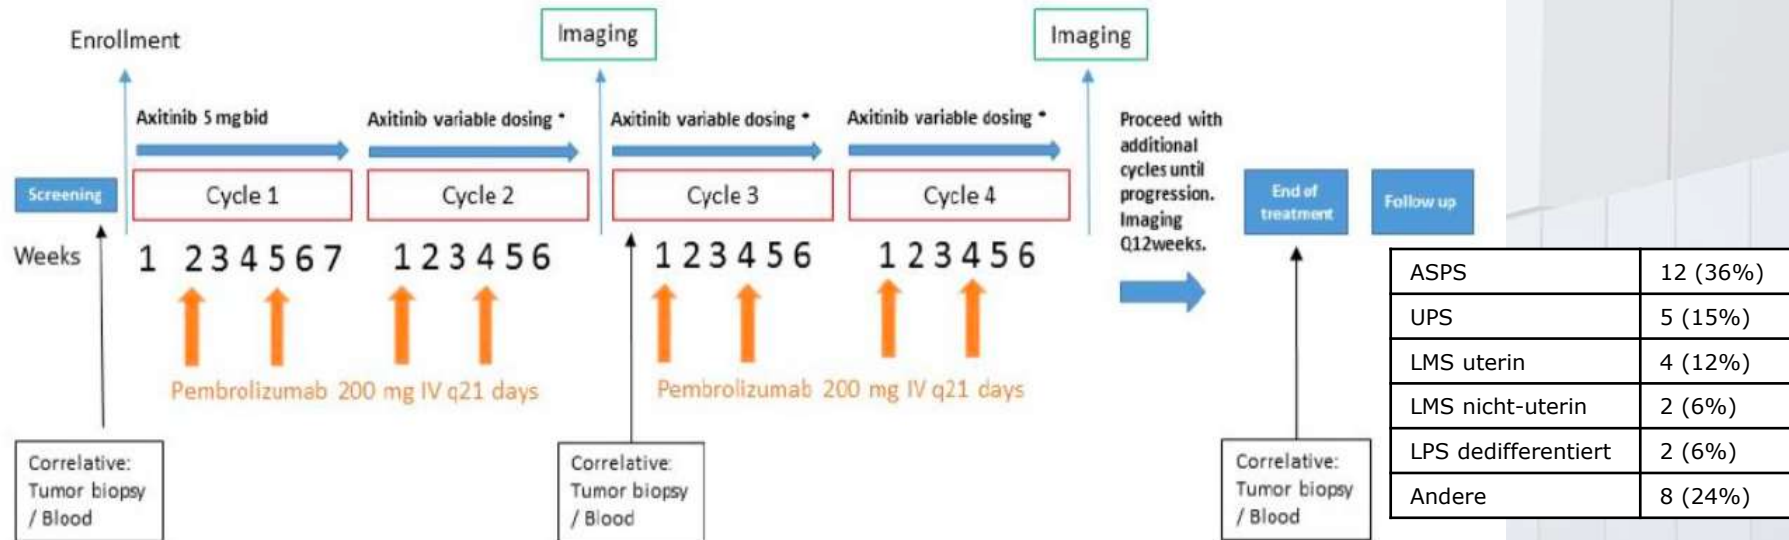 Enrollment
Imaging
Imaging
Axitinib 5 mg bid
Axitinib variable dosing *
Axitinib variable dosing *
Axitinib variable dosing *
Proceed with
additional
cycles until
progression.
Imaging
Q12weeks.
Screening
Cycle 1
Cycle 2
Cycle 3
Cycle 4
End of
treatment
Follow up
Weeks
1 2 3 4 5 6 7
1 2 3 4 5 6
1 2 3 4 5 6
1 2 3 4 5 6
Pembrolizumab 200 mg IV q21 days
Pembrolizumab 200 mg IV q21 days
Correlative:
Tumor biopsy
/ Blood
Correlative:
Tumor biopsy
/ Blood
Correlative:
Tumor biopsy
/ Blood
ASPS 12 (36%)
UPS 5 (15%)
LMS uterin 4 (12%)
LMS nicht-uterin 2 (6%)
LPS dedifferentiert 2 (6%)
Andere 8 (24%)